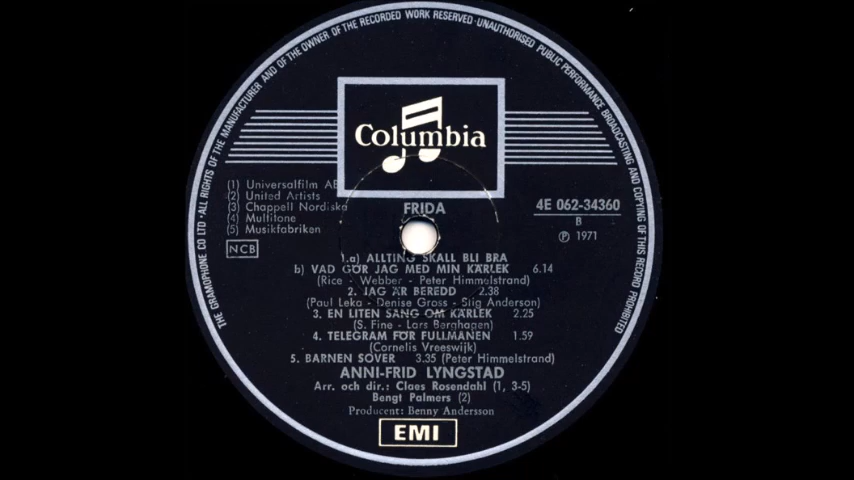 THE GRAMOPHONE CO LTD · ALL RIGHTS OF THE MANUFACTURER AND OF THE OWNER OF THE RECORDED WORK RESERVED · UNAUTHORISED PUBLIC PERFORMANCE BROADCASTING AND COPYING OF THIS RECORD PROHIBITED
Columbia
(1) Universalfilm AB
(2) United Artists
(3) Chappell Nordiska
(4) Multitone
(5) Musikfabriken
NCB
FRIDA
4E 062-34360
B
℗ 1971
1.a) ALLTING SKALL BLI BRA
b) VAD GÖR JAG MED MIN KÄRLEK 6.14
(Rice - Webber - Peter Himmelstrand)
2. JAG ÄR BEREDD 2.38
(Paul Leka - Denise Gross - Stig Anderson)
3. EN LITEN SÅNG OM KÄRLEK 2.25
(S. Fine - Lars Berghagen)
4. TELEGRAM FÖR FULLMÅNEN 1.59
(Cornelis Vreeswijk)
5. BARNEN SOVER 3.35 (Peter Himmelstrand)
ANNI-FRID LYNGSTAD
Arr. och dir.: Claes Rosendahl (1, 3-5)
Bengt Palmers (2)
Producent: Benny Andersson
EMI